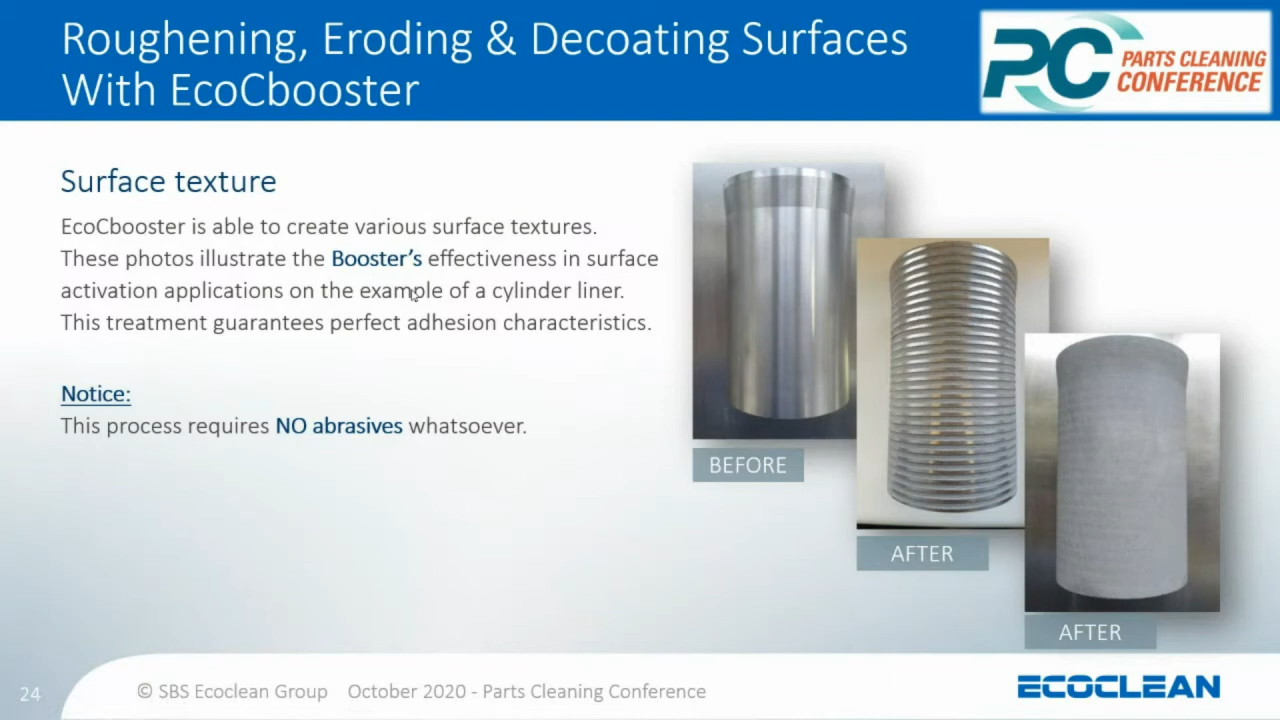 Roughening, Eroding & Decoating Surfaces
With EcoCbooster
PC PARTS CLEANING
CONFERENCE
Surface texture
EcoCbooster is able to create various surface textures.
These photos illustrate the Booster’s effectiveness in surface
activation applications on the example of a cylinder liner.
This treatment guarantees perfect adhesion characteristics.
Notice:
This process requires NO abrasives whatsoever.
BEFORE
AFTER
AFTER
24
© SBS Ecoclean Group October 2020 - Parts Cleaning Conference
ECOCLEAN